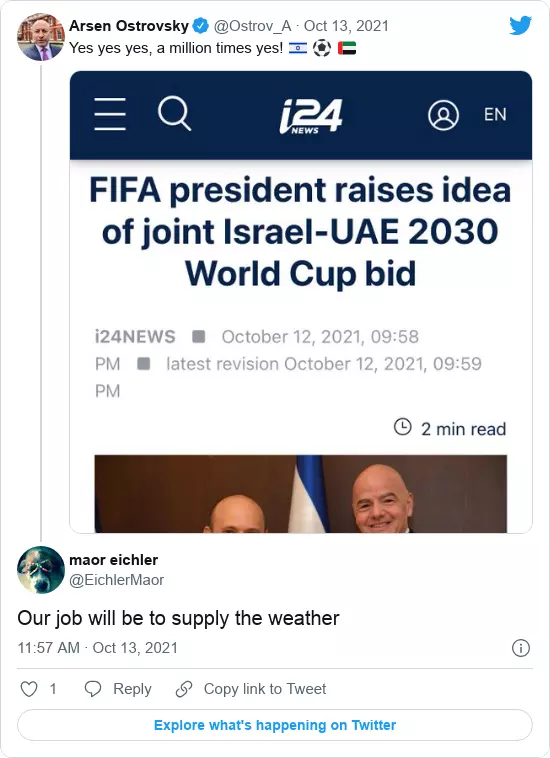 Arsen Ostrovsky @Ostrov_A · Oct 13, 2021
Yes yes yes, a million times yes!
i24
NEWS
EN
FIFA president raises idea
of joint Israel-UAE 2030
World Cup bid
i24NEWS ■ October 12, 2021, 09:58
PM ■ latest revision October 12, 2021, 09:59
PM
2 min read
maor eichler
@EichlerMaor
Our job will be to supply the weather
11:57 AM · Oct 13, 2021
1 Reply Copy link to Tweet
Explore what's happening on Twitter